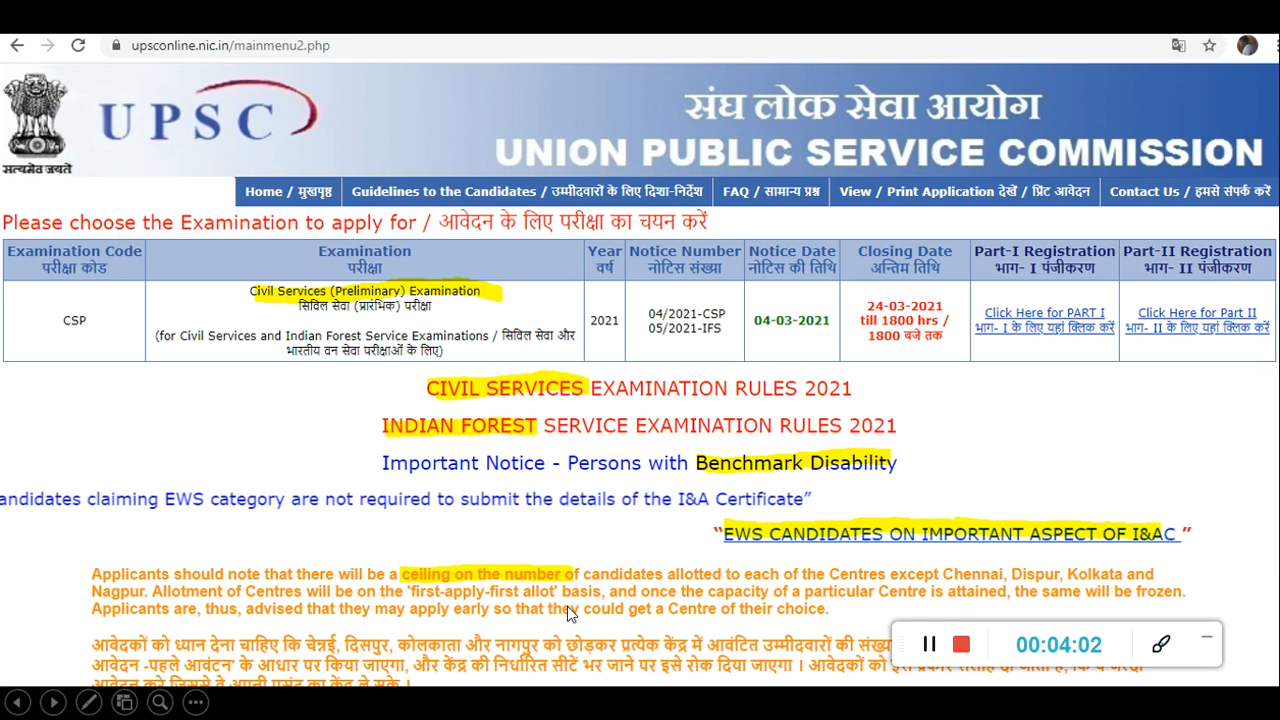 upsconline.nic.in/mainmenu2.php
सत्यमेव जयते
UPSC
संघ लोक सेवा आयोग
UNION PUBLIC SERVICE COMMISSION
Home / मुखपृष्ठ
Guidelines to the Candidates / उम्मीदवारों के लिए दिशा-निर्देश
FAQ / सामान्य प्रश्न
View / Print Application देखें / प्रिंट आवेदन
Contact Us / हमसे संपर्क करें
Please choose the Examination to apply for / आवेदन के लिए परीक्षा का चयन करें
Examination Code
परीक्षा कोड
Examination
परीक्षा
Year
वर्ष
Notice Number
नोटिस संख्या
Notice Date
नोटिस की तिथि
Closing Date
अन्तिम तिथि
Part-I Registration
भाग- I पंजीकरण
Part-II Registration
भाग- II पंजीकरण
CSP
Civil Services (Preliminary) Examination
सिविल सेवा (प्रारंभिक) परीक्षा
(for Civil Services and Indian Forest Service Examinations / सिविल सेवा और
भारतीय वन सेवा परीक्षाओं के लिए)
2021
04/2021-CSP
05/2021-IFS
04-03-2021
24-03-2021
till 1800 hrs /
1800 बजे तक
Click Here for PART I
भाग- I के लिए यहां क्लिक करें
Click Here for Part II
भाग- II के लिए यहां क्लिक करें
CIVIL SERVICES EXAMINATION RULES 2021
INDIAN FOREST SERVICE EXAMINATION RULES 2021
Important Notice - Persons with Benchmark Disability
andidates claiming EWS category are not required to submit the details of the I&A Certificate”
“EWS CANDIDATES ON IMPORTANT ASPECT OF I&AC ”
Applicants should note that there will be a ceiling on the number of candidates allotted to each of the Centres except Chennai, Dispur, Kolkata and
Nagpur. Allotment of Centres will be on the 'first-apply-first allot' basis, and once the capacity of a particular Centre is attained, the same will be frozen.
Applicants are, thus, advised that they may apply early so that they could get a Centre of their choice.
आवेदकों को ध्यान देना चाहिए कि चेन्नई, दिसपुर, कोलकाता और नागपुर को छोड़कर प्रत्येक केंद्र में आवंटित उम्मीदवारों की संख्या
आवेदन -पहले आवंटन' के आधार पर किया जाएगा, और केंद्र की निर्धारित सीटें भर जाने पर इसे रोक दिया जाएगा । आवेदकों को
00:04:02